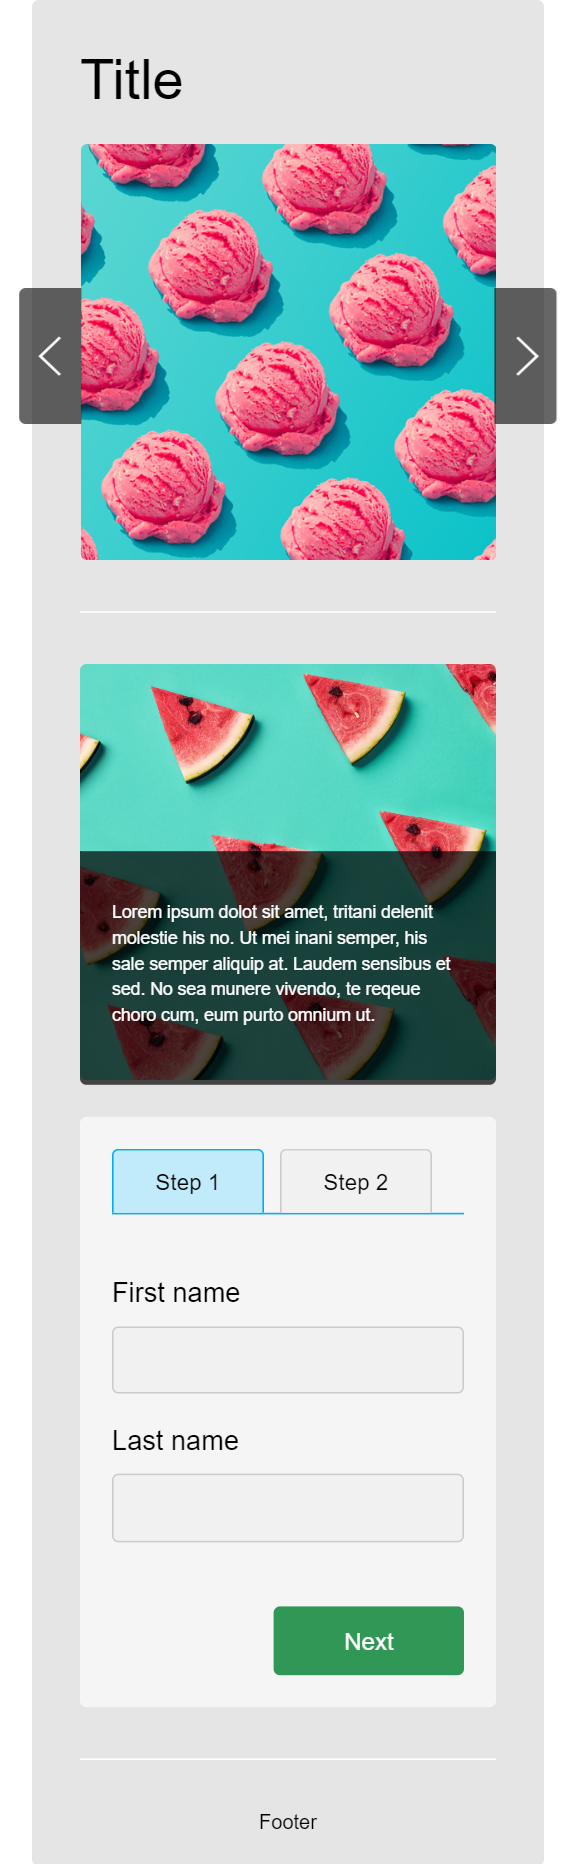 Title
Lorem ipsum dolot sit amet, tritani delenit
molestie his no. Ut mei inani semper, his
sale semper aliquip at. Laudem sensibus et
sed. No sea munere vivendo, te reqeue
choro cum, eum purto omnium ut.
Step 1 Step 2
First name
Last name
Next
Footer